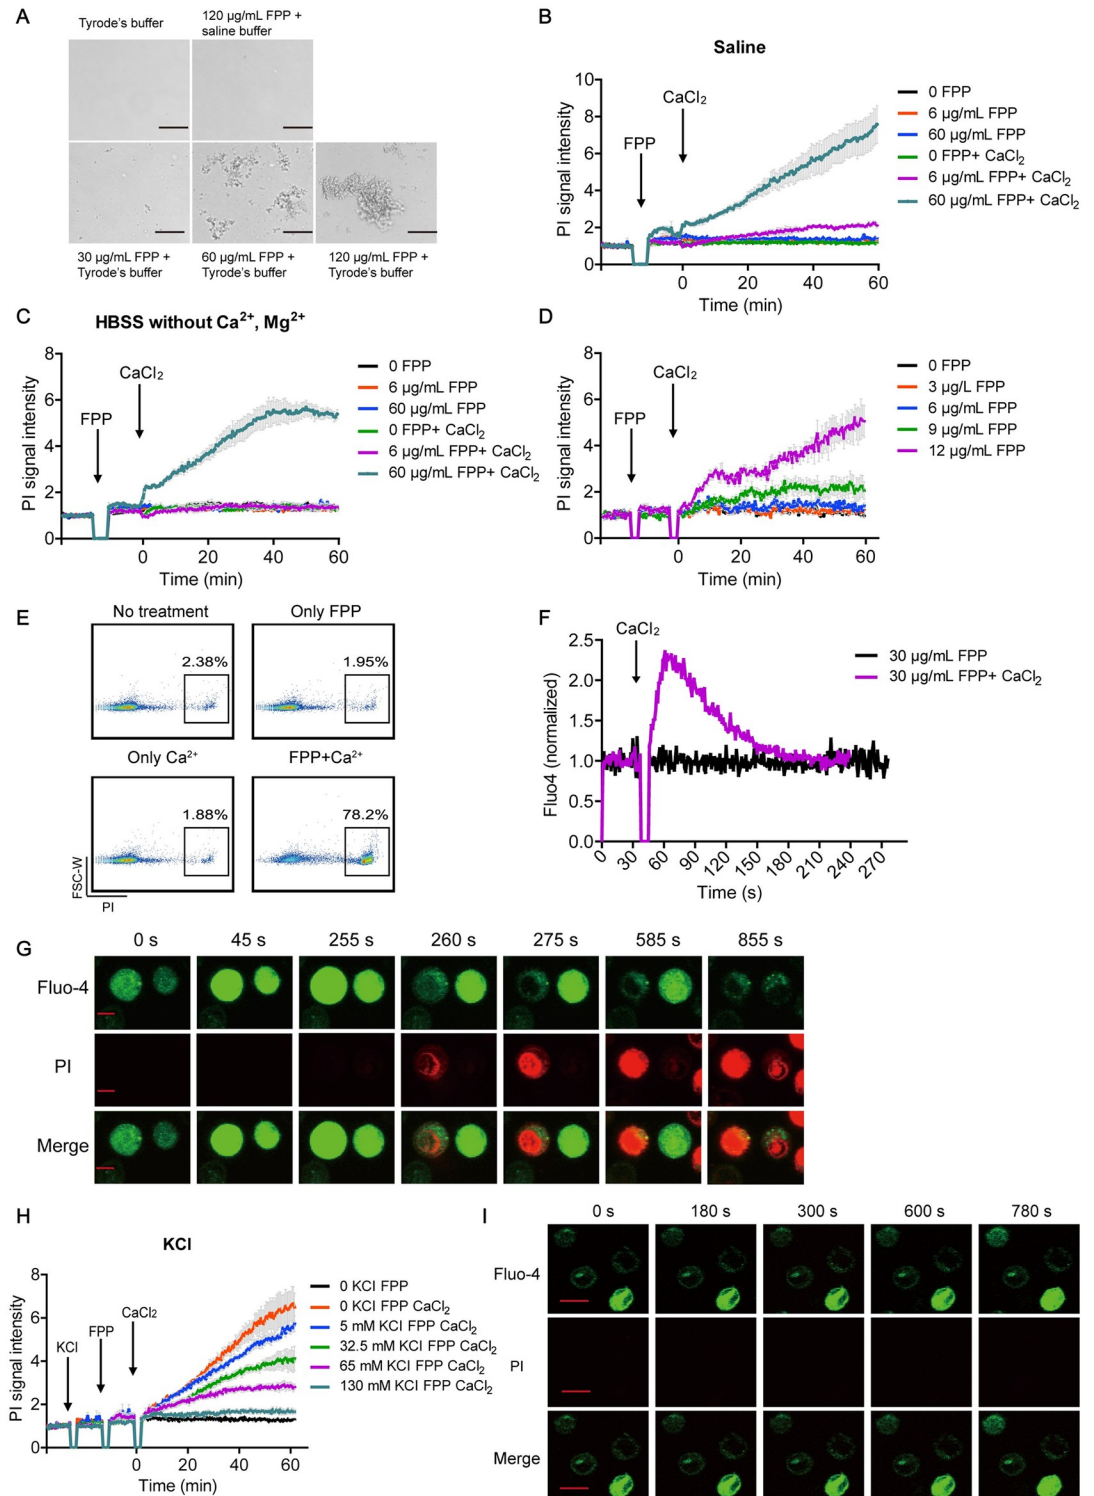 A
Tyrode's buffer
120 µg/mL FPP +
saline buffer
30 µg/mL FPP +
Tyrode's buffer
60 µg/mL FPP +
Tyrode's buffer
120 µg/mL FPP +
Tyrode's buffer
B
Saline
PI signal intensity
10
8
6
4
2
0
FPP
CaCl₂
0 20 40 60
Time (min)
0 FPP
6 µg/mL FPP
60 µg/mL FPP
0 FPP+ CaCl₂
6 µg/mL FPP+ CaCl₂
60 µg/mL FPP+ CaCl₂
C
HBSS without Ca²⁺, Mg²⁺
PI signal intensity
8
6
4
2
0
FPP
CaCl₂
0 20 40 60
Time (min)
0 FPP
6 µg/mL FPP
60 µg/mL FPP
0 FPP+ CaCl₂
6 µg/mL FPP+ CaCl₂
60 µg/mL FPP+ CaCl₂
D
PI signal intensity
8
6
4
2
0
FPP
CaCl₂
0 20 40 60
Time (min)
0 FPP
3 µg/L FPP
6 µg/mL FPP
9 µg/mL FPP
12 µg/mL FPP
E
No treatment
2.38%
Only FPP
1.95%
Only Ca²⁺
1.88%
FPP+Ca²⁺
78.2%
FSC-W
PI
F
Fluo4 (normalized)
2.5
2.0
1.5
1.0
0.5
0.0
CaCl₂
0 30 60 90 120 150 180 210 240 270
Time (s)
30 µg/mL FPP
30 µg/mL FPP+ CaCl₂
G
0 s 45 s 255 s 260 s 275 s 585 s 855 s
Fluo-4
PI
Merge
H
KCl
PI signal intensity
8
6
4
2
0
KCl
FPP
CaCl₂
0 20 40 60
Time (min)
0 KCl FPP
0 KCl FPP CaCl₂
5 mM KCl FPP CaCl₂
32.5 mM KCl FPP CaCl₂
65 mM KCl FPP CaCl₂
130 mM KCl FPP CaCl₂
I
0 s 180 s 300 s 600 s 780 s
Fluo-4
PI
Merge